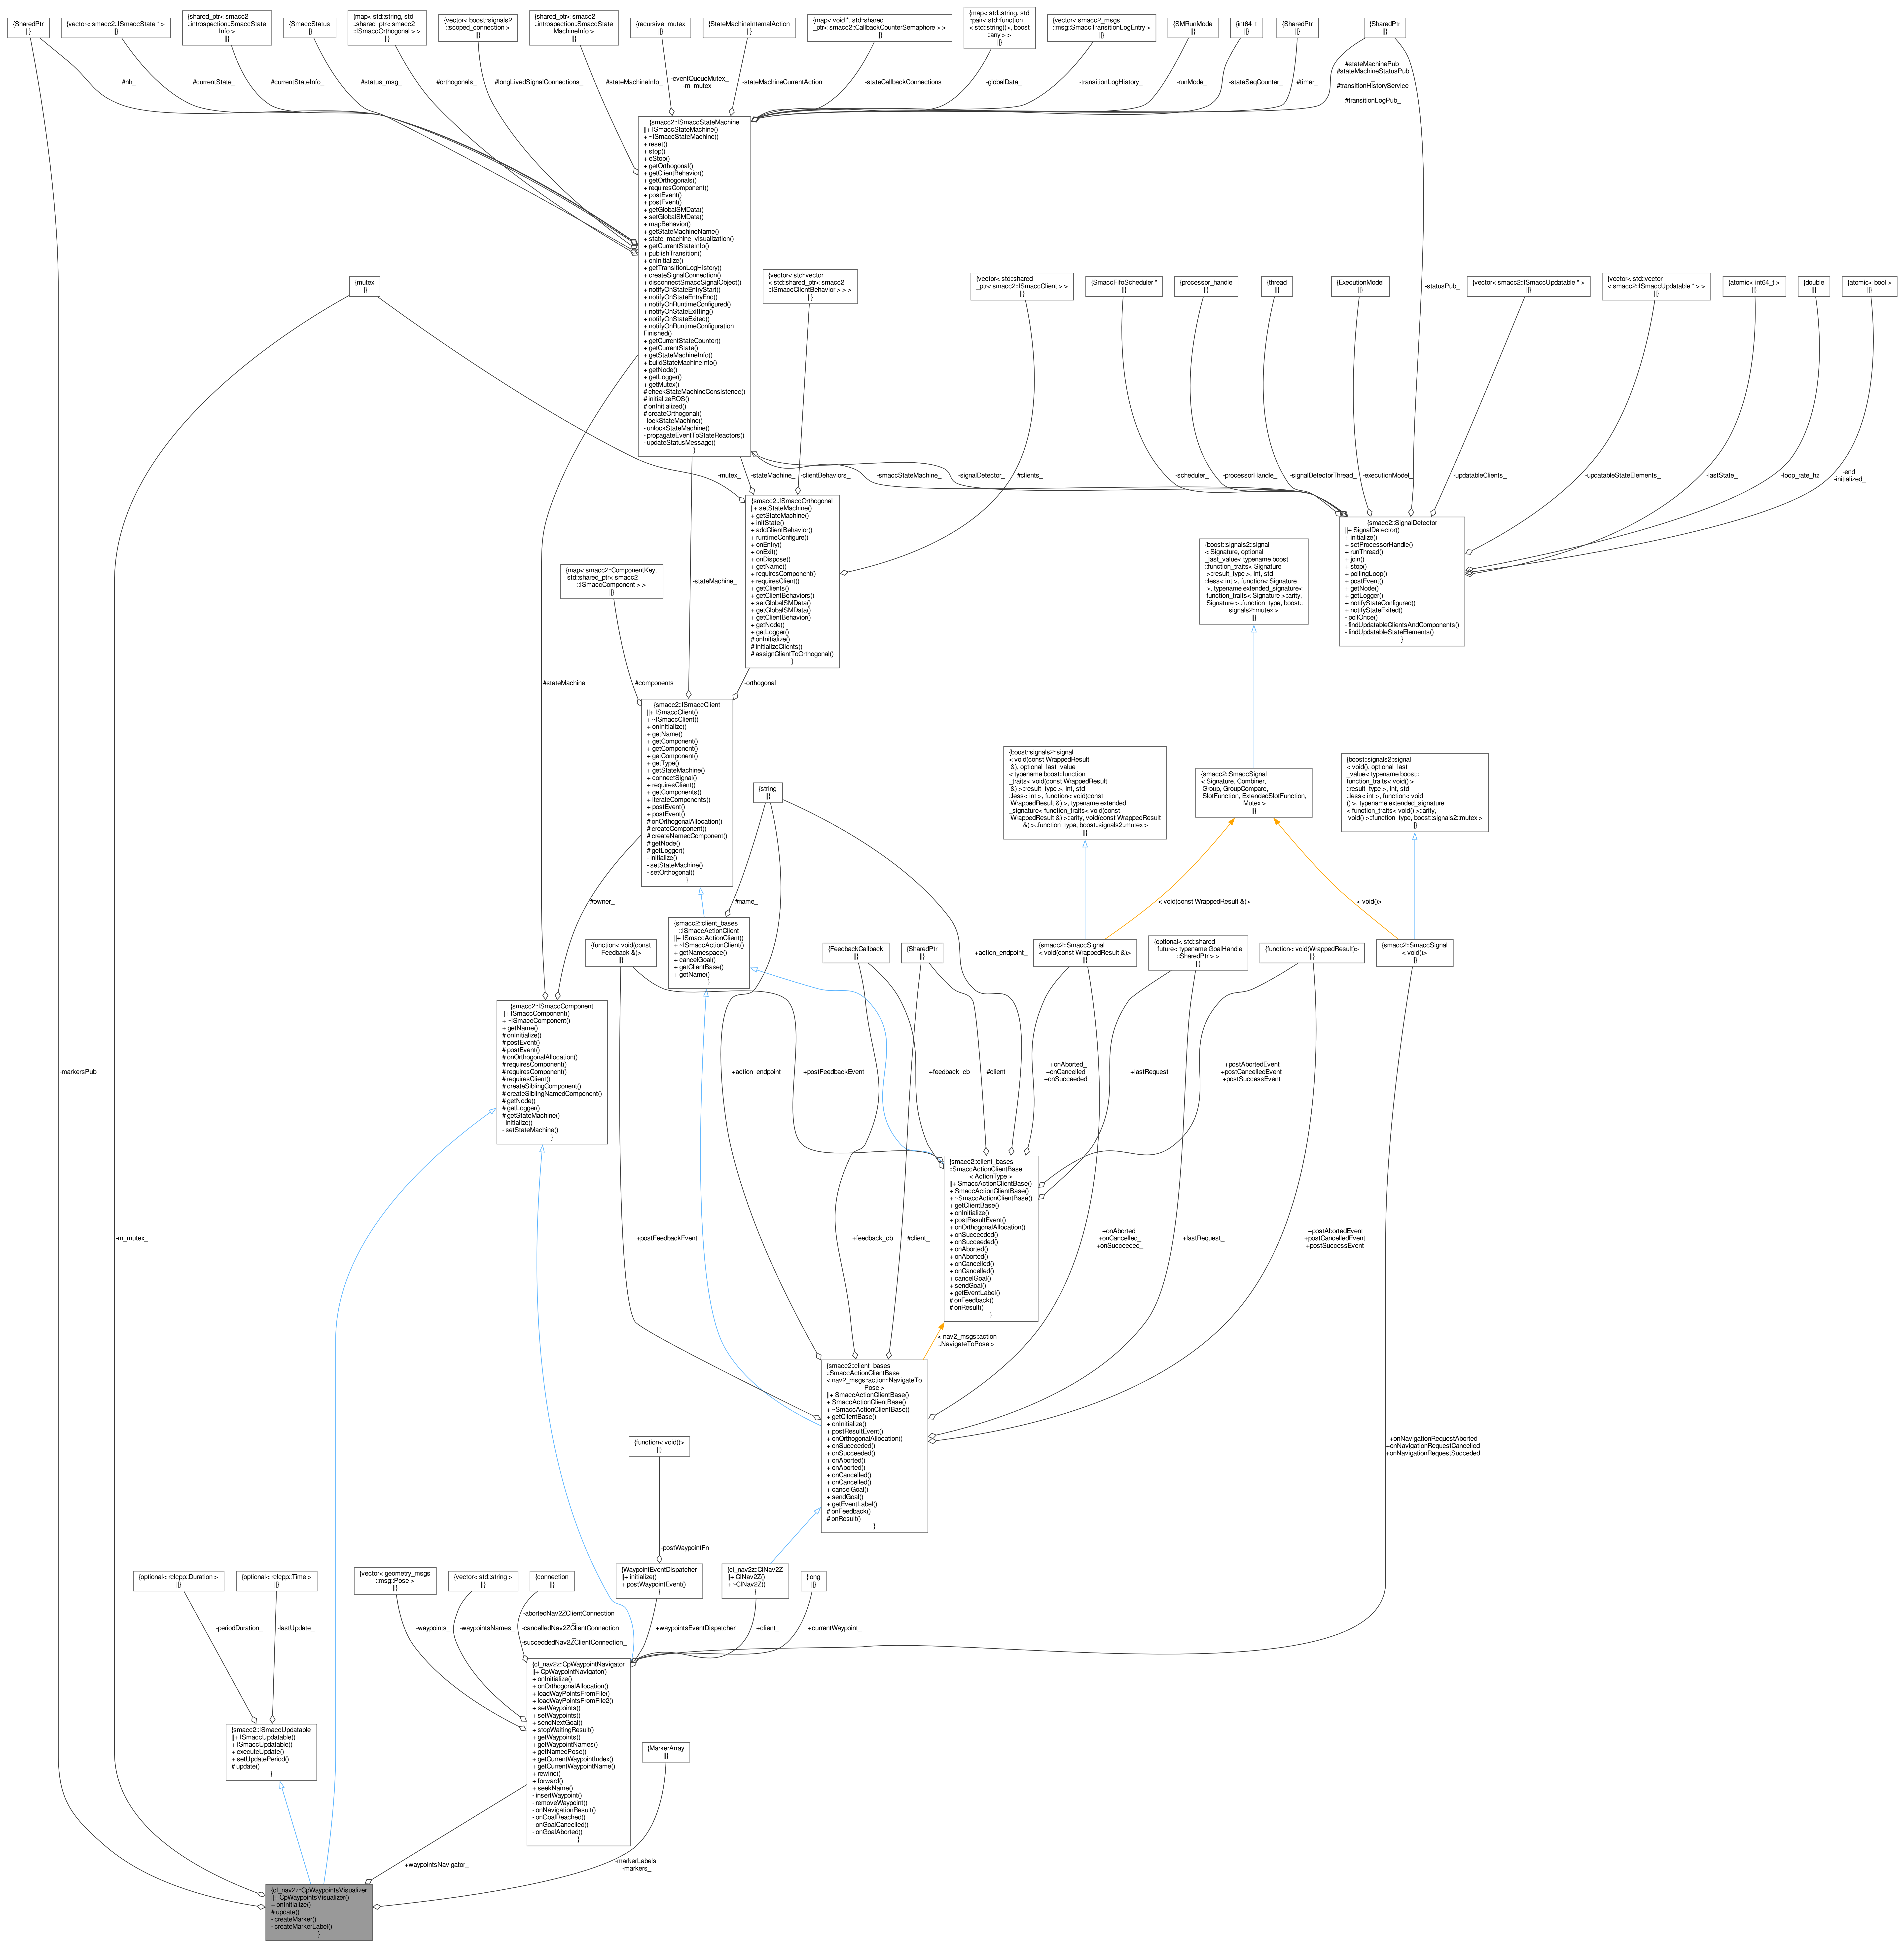 {SharedPtr
||}
{vector< smacc2::ISmaccState * >
||}
{shared_ptr< smacc2
::introspection::SmaccState
Info >
||}
{SmaccStatus
||}
{map< std::string, std
::shared_ptr< smacc2
::ISmaccOrthogonal > >
||}
{vector< boost::signals2
::scoped_connection >
||}
{shared_ptr< smacc2
::introspection::SmaccState
MachineInfo >
||}
{recursive_mutex
||}
{StateMachineInternalAction
||}
{map< void *, std::shared
_ptr< smacc2::CallbackCounterSemaphore > >
||}
{map< std::string, std
::pair< std::function
< std::string()>, boost
::any > >
||}
{vector< smacc2_msgs
::msg::SmaccTransitionLogEntry >
||}
{SMRunMode
||}
{int64_t
||}
{SharedPtr
||}
{SharedPtr
||}
#nh_
#currentState_
#currentStateInfo_
#status_msg_
#orthogonals_
#longLivedSignalConnections_
#stateMachineInfo_
-eventQueueMutex_
-m_mutex_
-stateMachineCurrentAction
-stateCallbackConnections
-globalData_
-transitionLogHistory_
-runMode_
-stateSeqCounter_
#timer_
#stateMachinePub_
#stateMachineStatusPub
_
#transitionHistoryService
_
#transitionLogPub_
{smacc2::ISmaccStateMachine
||+ ISmaccStateMachine()
+ ~ISmaccStateMachine()
+ reset()
+ stop()
+ eStop()
+ getOrthogonal()
+ getClientBehavior()
+ getOrthogonals()
+ requiresComponent()
+ postEvent()
+ postEvent()
+ getGlobalSMData()
+ setGlobalSMData()
+ mapBehavior()
+ getStateMachineName()
+ state_machine_visualization()
+ getCurrentStateInfo()
+ publishTransition()
+ onInitialize()
+ getTransitionLogHistory()
+ createSignalConnection()
+ disconnectSmaccSignalObject()
+ notifyOnStateEntryStart()
+ notifyOnStateEntryEnd()
+ notifyOnRuntimeConfigured()
+ notifyOnStateExitting()
+ notifyOnStateExited()
+ notifyOnRuntimeConfiguration
Finished()
+ getCurrentStateCounter()
+ getCurrentState()
+ getStateMachineInfo()
+ buildStateMachineInfo()
+ getNode()
+ getLogger()
+ getMutex()
# checkStateMachineConsistence()
# initializeROS()
# onInitialized()
# createOrthogonal()
- lockStateMachine()
- unlockStateMachine()
- propagateEventToStateReactors()
- updateStatusMessage()
}
{mutex
||}
{vector< std::vector
< std::shared_ptr< smacc2
::ISmaccClientBehavior > > >
||}
{vector< std::shared
_ptr< smacc2::ISmaccClient > >
||}
{SmaccFifoScheduler *
||}
{processor_handle
||}
{thread
||}
{ExecutionModel
||}
-statusPub_
{vector< smacc2::ISmaccUpdatable * >
||}
{vector< std::vector
< smacc2::ISmaccUpdatable * > >
||}
{atomic< int64_t >
||}
{double
||}
{atomic< bool >
||}
-mutex_
-stateMachine_
-clientBehaviors_
-smaccStateMachine_
-signalDetector_
#clients_
-scheduler_
-processorHandle_
-signalDetectorThread_
-executionModel_
-updatableClients_
-updatableStateElements_
-lastState_
-loop_rate_hz
-end_
-initialized_
{smacc2::ISmaccOrthogonal
||+ setStateMachine()
+ getStateMachine()
+ initState()
+ addClientBehavior()
+ runtimeConfigure()
+ onEntry()
+ onExit()
+ onDispose()
+ getName()
+ requiresComponent()
+ requiresClient()
+ getClients()
+ getClientBehaviors()
+ setGlobalSMData()
+ getGlobalSMData()
+ getClientBehavior()
+ getNode()
+ getLogger()
# onInitialize()
# initializeClients()
# assignClientToOrthogonal()
}
{smacc2::SignalDetector
||+ SignalDetector()
+ initialize()
+ setProcessorHandle()
+ runThread()
+ join()
+ stop()
+ pollingLoop()
+ postEvent()
+ getNode()
+ getLogger()
+ notifyStateConfigured()
+ notifyStateExited()
- pollOnce()
- findUpdatableClientsAndComponents()
- findUpdatableStateElements()
}
{boost::signals2::signal
< Signature, optional
_last_value< typename boost
::function_traits< Signature
>::result_type >, int, std
::less< int >, function< Signature
>, typename extended_signature<
function_traits< Signature >::arity,
Signature >::function_type, boost::
signals2::mutex >
||}
{map< smacc2::ComponentKey,
std::shared_ptr< smacc2
::ISmaccComponent > >
||}
-stateMachine_
#stateMachine_
#components_
-orthogonal_
{smacc2::ISmaccClient
||+ ISmaccClient()
+ ~ISmaccClient()
+ onInitialize()
+ getName()
+ getComponent()
+ getComponent()
+ getComponent()
+ getType()
+ getStateMachine()
+ connectSignal()
+ requiresClient()
+ getComponents()
+ iterateComponents()
+ postEvent()
+ postEvent()
# onOrthogonalAllocation()
# createComponent()
# createNamedComponent()
# getNode()
# getLogger()
- initialize()
- setStateMachine()
- setOrthogonal()
}
{string
||}
{boost::signals2::signal
< void(const WrappedResult
&), optional_last_value
< typename boost::function
_traits< void(const WrappedResult
&) >::result_type >, int, std
::less< int >, function< void(const
WrappedResult &) >, typename extended
_signature< function_traits< void(const
WrappedResult &) >::arity, void(const WrappedResult
&) >::function_type, boost::signals2::mutex >
||}
{smacc2::SmaccSignal
< Signature, Combiner,
Group, GroupCompare,
SlotFunction, ExtendedSlotFunction,
Mutex >
||}
{boost::signals2::signal
< void(), optional_last
_value< typename boost::
function_traits< void() >
::result_type >, int, std
::less< int >, function< void
() >, typename extended_signature
< function_traits< void() >::arity,
void() >::function_type, boost::signals2::mutex >
||}
#owner_
#name_
< void(const WrappedResult &)>
< void()>
{smacc2::client_bases
::ISmaccActionClient
||+ ISmaccActionClient()
+ ~ISmaccActionClient()
+ getNamespace()
+ cancelGoal()
+ getClientBase()
+ getName()
}
{function< void(const
Feedback &)>
||}
{FeedbackCallback
||}
{SharedPtr
||}
+action_endpoint_
{smacc2::SmaccSignal
< void(const WrappedResult &)>
||}
{optional< std::shared
_future< typename GoalHandle
::SharedPtr > >
||}
{function< void(WrappedResult)>
||}
{smacc2::SmaccSignal
< void()>
||}
{smacc2::ISmaccComponent
||+ ISmaccComponent()
+ ~ISmaccComponent()
+ getName()
# onInitialize()
# postEvent()
# postEvent()
# onOrthogonalAllocation()
# requiresComponent()
# requiresComponent()
# requiresClient()
# createSiblingComponent()
# createSiblingNamedComponent()
# getNode()
# getLogger()
# getStateMachine()
- initialize()
- setStateMachine()
}
-markersPub_
+action_endpoint_
+postFeedbackEvent
+feedback_cb
#client_
+onAborted_
+onCancelled_
+onSucceeded_
+lastRequest_
+postAbortedEvent
+postCancelledEvent
+postSuccessEvent
{smacc2::client_bases
::SmaccActionClientBase
< ActionType >
||+ SmaccActionClientBase()
+ SmaccActionClientBase()
+ ~SmaccActionClientBase()
+ getClientBase()
+ onInitialize()
+ postResultEvent()
+ onOrthogonalAllocation()
+ onSucceeded()
+ onSucceeded()
+ onAborted()
+ onAborted()
+ onCancelled()
+ onCancelled()
+ cancelGoal()
+ sendGoal()
+ getEventLabel()
# onFeedback()
# onResult()
}
-m_mutex_
+postFeedbackEvent
+feedback_cb
#client_
+onAborted_
+onCancelled_
+onSucceeded_
+lastRequest_
+postAbortedEvent
+postCancelledEvent
+postSuccessEvent
< nav2_msgs::action
::NavigateToPose >
{smacc2::client_bases
::SmaccActionClientBase
< nav2_msgs::action::NavigateTo
Pose >
||+ SmaccActionClientBase()
+ SmaccActionClientBase()
+ ~SmaccActionClientBase()
+ getClientBase()
+ onInitialize()
+ postResultEvent()
+ onOrthogonalAllocation()
+ onSucceeded()
+ onSucceeded()
+ onAborted()
+ onAborted()
+ onCancelled()
+ onCancelled()
+ cancelGoal()
+ sendGoal()
+ getEventLabel()
# onFeedback()
# onResult()
}
{function< void()>
||}
+onNavigationRequestAborted
+onNavigationRequestCancelled
+onNavigationRequestSucceded
-postWaypointFn
{optional< rclcpp::Duration >
||}
{optional< rclcpp::Time >
||}
{vector< geometry_msgs
::msg::Pose >
||}
{vector< std::string >
||}
{connection
||}
{WaypointEventDispatcher
||+ initialize()
+ postWaypointEvent()
}
{cl_nav2z::ClNav2Z
||+ ClNav2Z()
+ ~ClNav2Z()
}
{long
||}
-periodDuration_
-lastUpdate_
-waypoints_
-waypointsNames_
-abortedNav2ZClientConnection
_
-cancelledNav2ZClientConnection
_
-succeddedNav2ZClientConnection_
+waypointsEventDispatcher
+client_
+currentWaypoint_
{cl_nav2z::CpWaypointNavigator
||+ CpWaypointNavigator()
+ onInitialize()
+ onOrthogonalAllocation()
+ loadWayPointsFromFile()
+ loadWayPointsFromFile2()
+ setWaypoints()
+ setWaypoints()
+ sendNextGoal()
+ stopWaitingResult()
+ getWaypoints()
+ getWaypointNames()
+ getNamedPose()
+ getCurrentWaypointIndex()
+ getCurrentWaypointName()
+ rewind()
+ forward()
+ seekName()
- insertWaypoint()
- removeWaypoint()
- onNavigationResult()
- onGoalReached()
- onGoalCancelled()
- onGoalAborted()
}
{smacc2::ISmaccUpdatable
||+ ISmaccUpdatable()
+ ISmaccUpdatable()
+ executeUpdate()
+ setUpdatePeriod()
# update()
}
{MarkerArray
||}
+waypointsNavigator_
-markerLabels_
-markers_
{cl_nav2z::CpWaypointsVisualizer
||+ CpWaypointsVisualizer()
+ onInitialize()
# update()
- createMarker()
- createMarkerLabel()
}